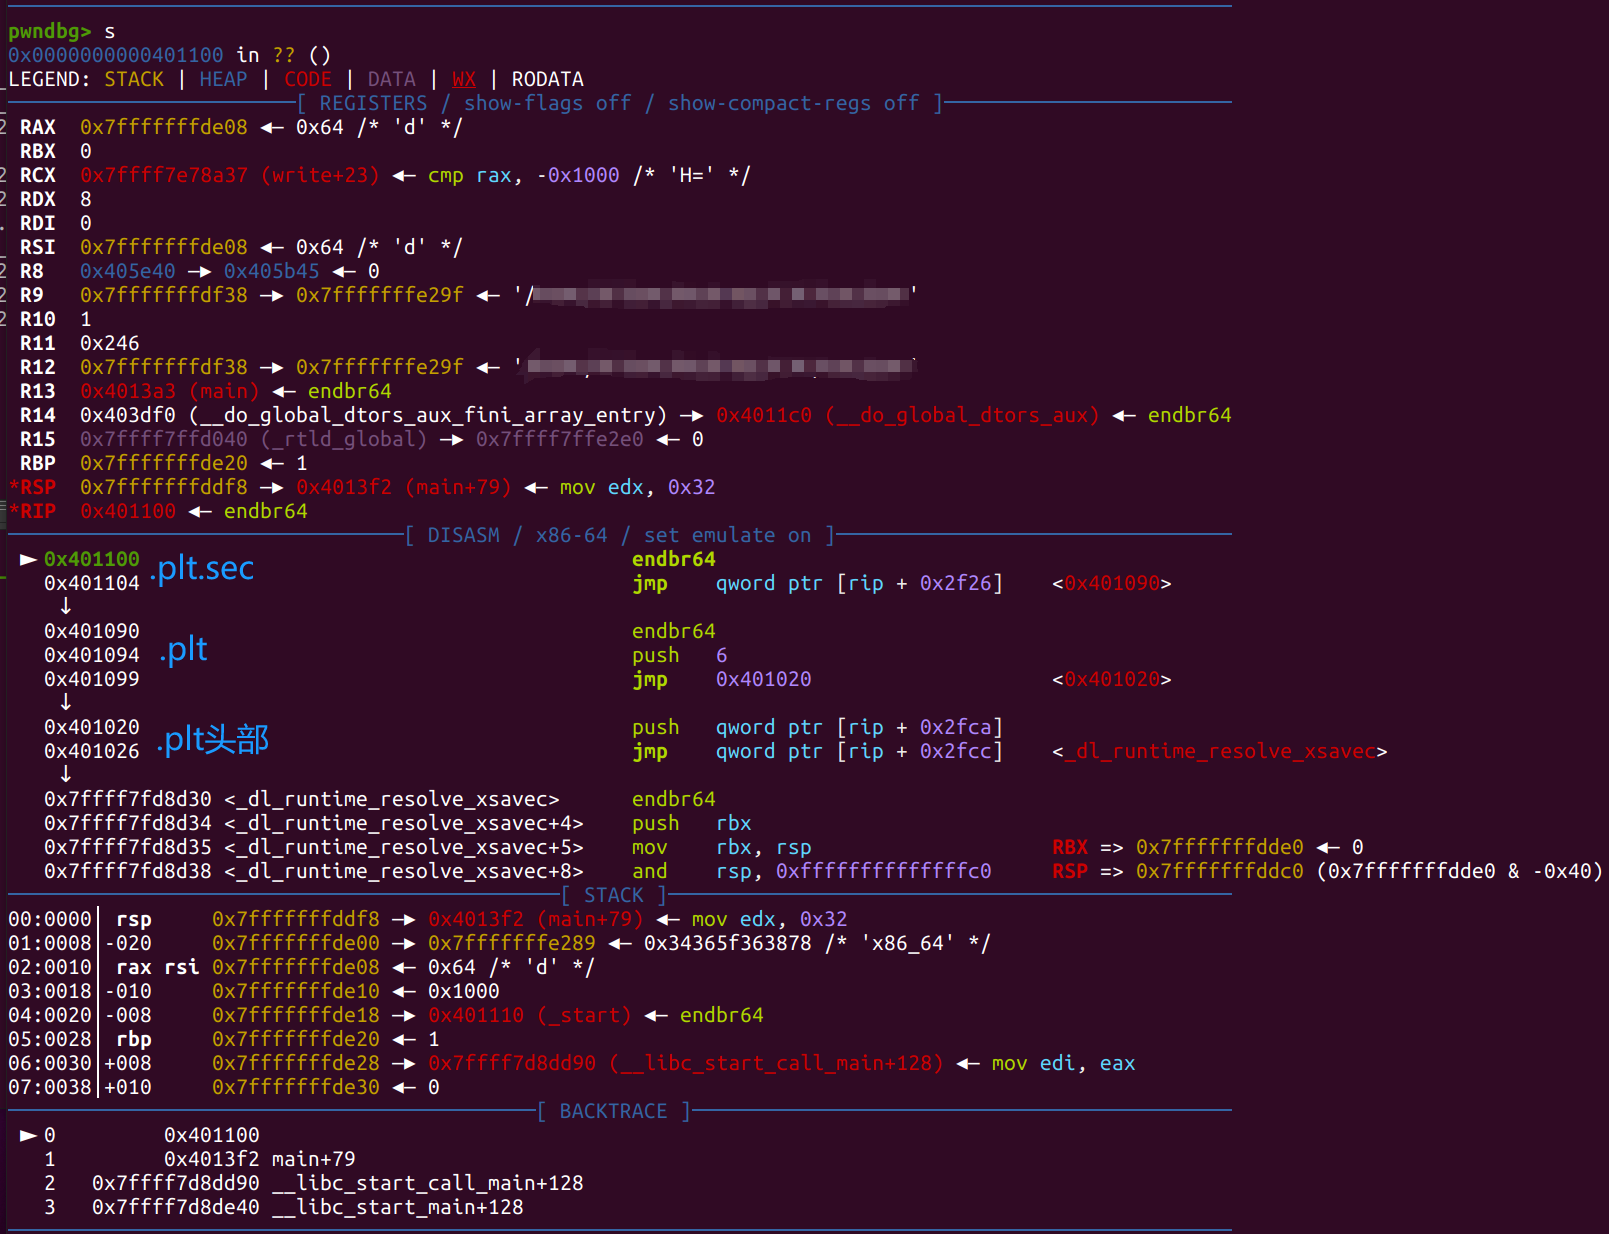 pwndbg> s
0x0000000000401100 in ?? ()
LEGEND: STACK | HEAP | CODE | DATA | WX | RODATA
[ REGISTERS / show-flags off / show-compact-regs off ]
RAX 0x7fffffffde08 ◂— 0x64 /* 'd' */
RBX 0
RCX 0x7ffff7e78a37 (write+23) ◂— cmp rax, -0x1000 /* 'H=' */
RDX 8
RDI 0
RSI 0x7fffffffde08 ◂— 0x64 /* 'd' */
R8 0x405e40 —▸ 0x405b45 ◂— 0
R9 0x7fffffffdf38 —▸ 0x7fffffffe29f ◂— '/ '
R10 1
R11 0x246
R12 0x7fffffffdf38 —▸ 0x7fffffffe29f ◂— '
R13 0x4013a3 (main) ◂— endbr64
R14 0x403df0 (__do_global_dtors_aux_fini_array_entry) —▸ 0x4011c0 (__do_global_dtors_aux) ◂— endbr64
R15 0x7ffff7ffd040 (_rtld_global) —▸ 0x7ffff7ffe2e0 ◂— 0
RBP 0x7fffffffde20 ◂— 1
*RSP 0x7fffffffddf8 —▸ 0x4013f2 (main+79) ◂— mov edx, 0x32
*RIP 0x401100 ◂— endbr64
[ DISASM / x86-64 / set emulate on ]
► 0x401100 .plt.sec endbr64
0x401104 jmp qword ptr [rip + 0x2f26] <0x401090>
↓
0x401090 .plt endbr64
0x401094 push 6
0x401099 jmp 0x401020 <0x401020>
↓
0x401020 .plt头部 push qword ptr [rip + 0x2fca]
0x401026 jmp qword ptr [rip + 0x2fcc] <_dl_runtime_resolve_xsavec>
↓
0x7ffff7fd8d30 <_dl_runtime_resolve_xsavec> endbr64
0x7ffff7fd8d34 <_dl_runtime_resolve_xsavec+4> push rbx
0x7ffff7fd8d35 <_dl_runtime_resolve_xsavec+5> mov rbx, rsp RBX => 0x7fffffffdde0 ◂— 0
0x7ffff7fd8d38 <_dl_runtime_resolve_xsavec+8> and rsp, 0xffffffffffffffc0 RSP => 0x7fffffffddc0 (0x7fffffffdde0 & -0x40)
[ STACK ]
00:0000│ rsp 0x7fffffffddf8 —▸ 0x4013f2 (main+79) ◂— mov edx, 0x32
01:0008│-020 0x7fffffffde00 —▸ 0x7fffffffe289 ◂— 0x34365f363878 /* 'x86_64' */
02:0010│ rax rsi 0x7fffffffde08 ◂— 0x64 /* 'd' */
03:0018│-010 0x7fffffffde10 ◂— 0x1000
04:0020│-008 0x7fffffffde18 —▸ 0x401110 (_start) ◂— endbr64
05:0028│ rbp 0x7fffffffde20 ◂— 1
06:0030│+008 0x7fffffffde28 —▸ 0x7ffff7d8dd90 (__libc_start_call_main+128) ◂— mov edi, eax
07:0038│+010 0x7fffffffde30 ◂— 0
[ BACKTRACE ]
► 0 0x401100
1 0x4013f2 main+79
2 0x7ffff7d8dd90 __libc_start_call_main+128
3 0x7ffff7d8de40 __libc_start_main+128